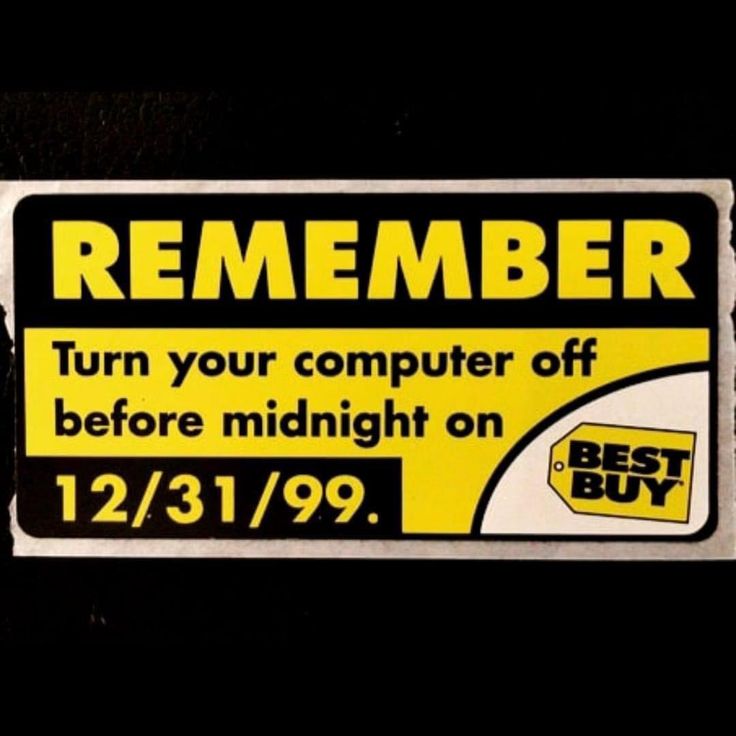 REMEMBER
Turn your computer off
before midnight on
12/31/99.
BEST
BUY